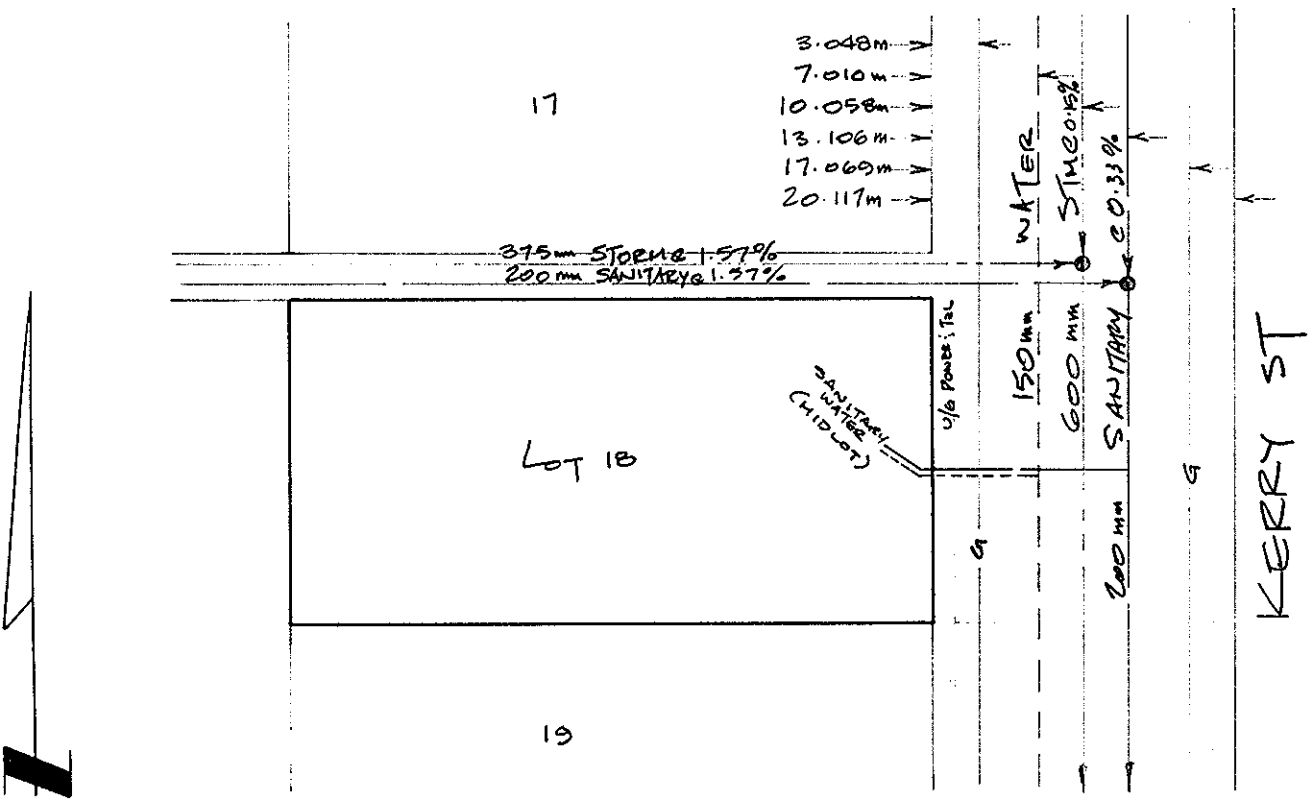 3.048m
7.010m
10.058m
13.106m
17.069m
20.117m
17
WATER
STM @ 0.15%
@ 0.33%
375mm STORM @ 1.57%
200mm SANITARY @ 1.57%
U/G POWER & TEL
150mm
600mm
SANITARY
200mm
SANITARY
WATER
(MIDLOT)
LOT 18
G
G
KERRY ST
19